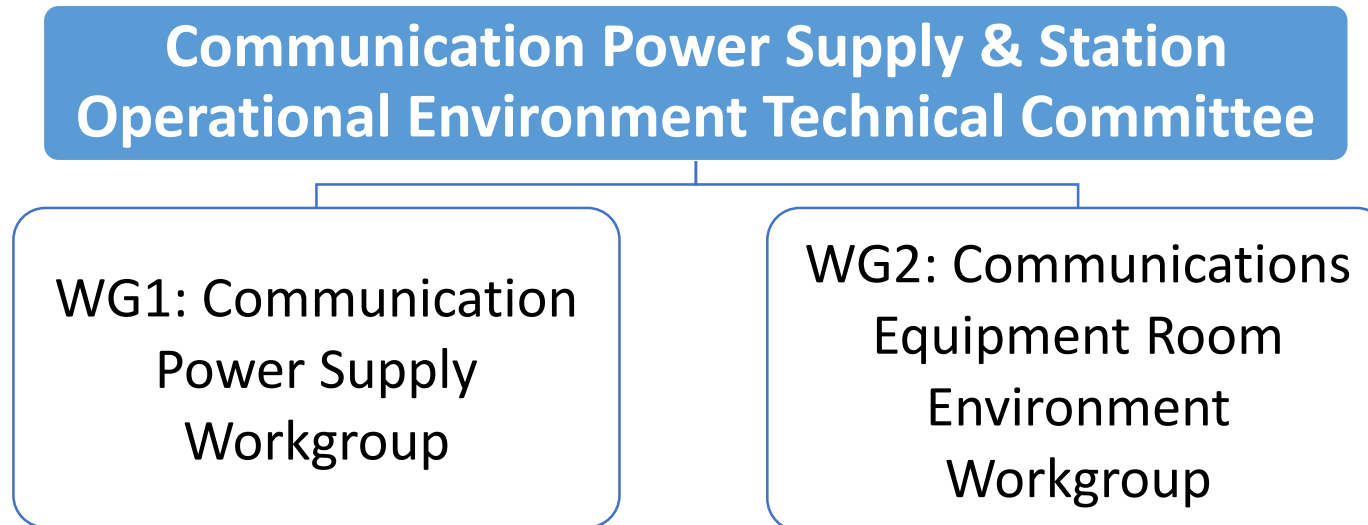 Communication Power Supply & Station
Operational Environment Technical Committee
WG1: Communication
Power Supply
Workgroup
WG2: Communications
Equipment Room
Environment
Workgroup